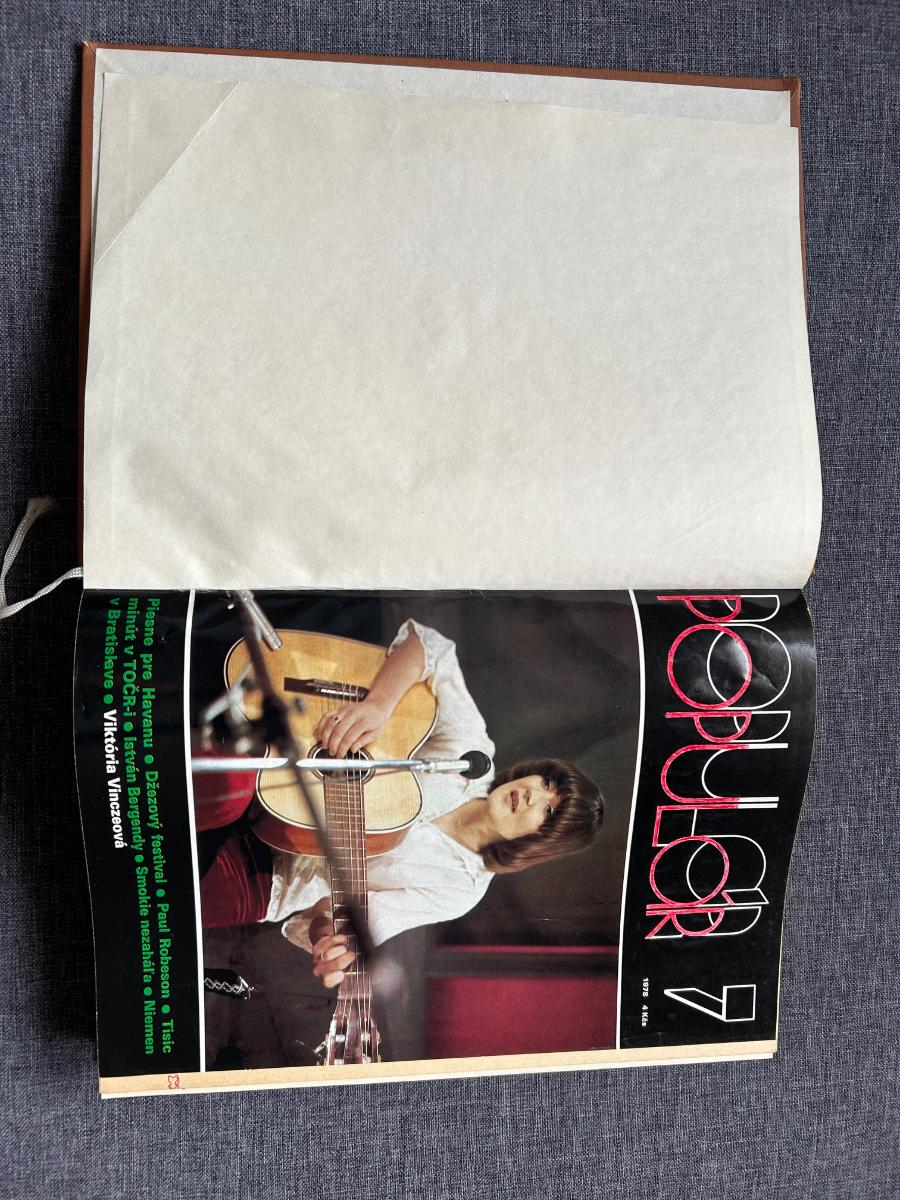 POPULÁR 7
1978 4 Kčs
Piesne pre Havanu ● Džezový festival ● Paul Robeson ● Tisíc
minút v TOČR-i ● István Bergendy ● Smokie nezaháľa ● Niemen
v Bratislave ● Viktória Vinczeová